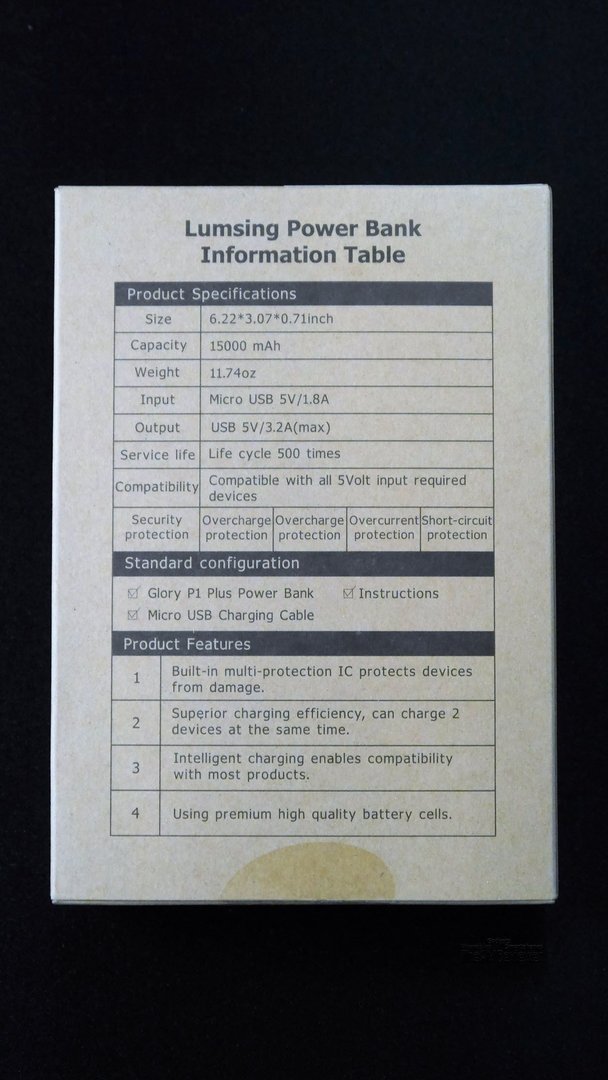 Lumsing Power Bank
Information Table
Product Specifications
Size 6.22*3.07*0.71inch
Capacity 15000 mAh
Weight 11.74oz
Input Micro USB 5V/1.8A
Output USB 5V/3.2A(max)
Service life Life cycle 500 times
Compatibility Compatible with all 5Volt input required
devices
Security Overcharge Overcharge Overcurrent Short-circuit
protection protection protection protection protection
Standard configuration
☑ Glory P1 Plus Power Bank ☑ Instructions
☑ Micro USB Charging Cable
Product Features
1 Built-in multi-protection IC protects devices
from damage.
2 Superior charging efficiency, can charge 2
devices at the same time.
3 Intelligent charging enables compatibility
with most products.
4 Using premium high quality battery cells.